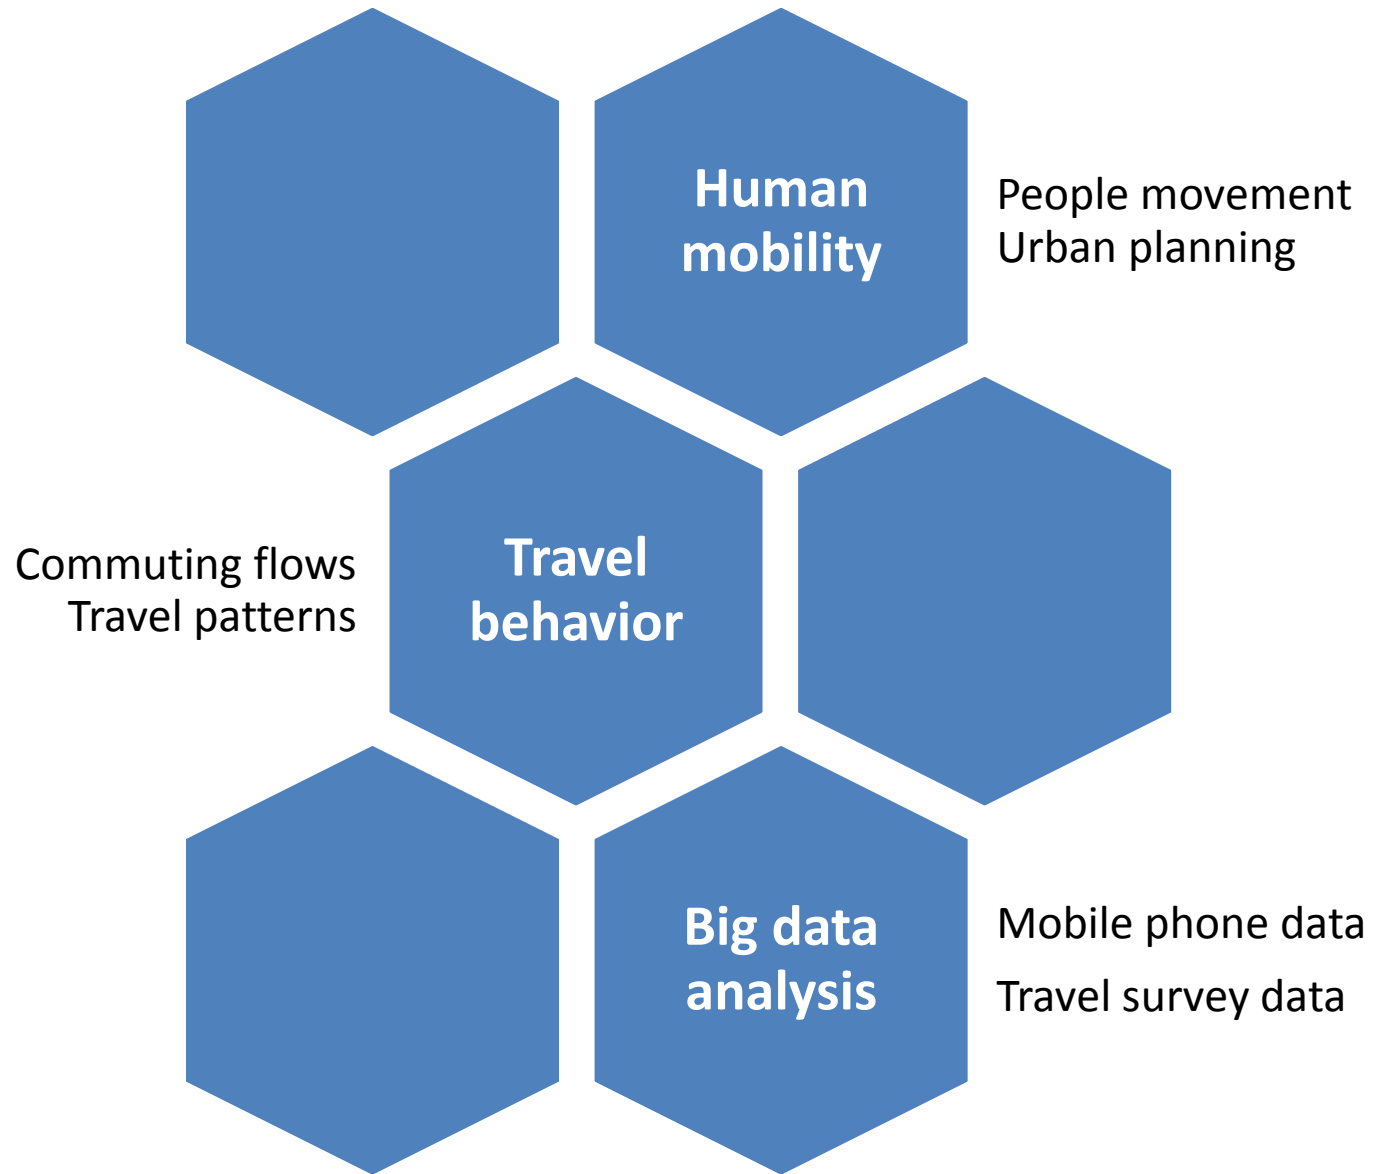 Human
mobility
People movement
Urban planning
Commuting flows
Travel patterns
Travel
behavior
Big data
analysis
Mobile phone data
Travel survey data